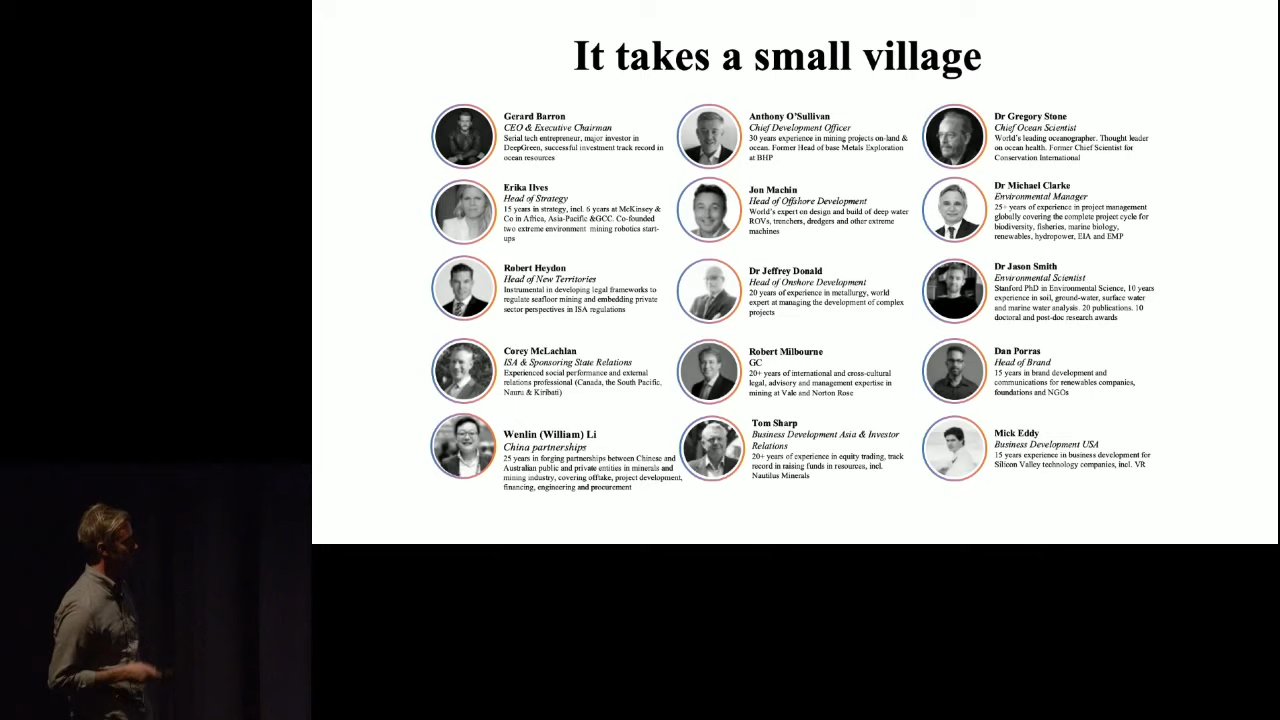 It takes a small village
Gerard Barron
CEO & Executive Chairman
Serial tech entrepreneur, major investor in
DeepGreen, successful investment track record in
ocean resources
Anthony O'Sullivan
Chief Development Officer
30 years experience in mining projects on-land &
ocean. Former Head of base Metals Exploration
at BHP
Dr Gregory Stone
Chief Ocean Scientist
World's leading oceanographer. Thought leader
on ocean health. Former Chief Scientist for
Conservation International
Erika Ilves
Head of Strategy
15 years in strategy, incl. 6 years at McKinsey &
Co in Africa, Asia-Pacific &GCC. Co-founded
two extreme environment mining robotics start-
ups
Jon Machin
Head of Offshore Development
World's expert on design and build of deep water
ROVs, trenchers, dredgers and other extreme
machines
Dr Michael Clarke
Environmental Manager
25+ years of experience in project management
globally covering the complete project cycle for
biodiversity, fisheries, marine biology,
renewables, hydropower, EIA and EMP
Robert Heydon
Head of New Territories
Instrumental in developing legal frameworks to
regulate seafloor mining and embedding private
sector perspectives in ISA regulations
Dr Jeffrey Donald
Head of Onshore Development
20 years of experience in metallurgy, world
expert at managing the development of complex
projects
Dr Jason Smith
Environmental Scientist
Stanford PhD in Environmental Science, 10 years
experience in soil, ground-water, surface water
and marine water analysis. 20 publications. 10
doctoral and post-doc research awards
Corey McLachlan
ISA & Sponsoring State Relations
Experienced social performance and external
relations professional (Canada, the South Pacific,
Nauru & Kiribati)
Robert Milbourne
GC
20+ years of international and cross-cultural
legal, advisory and management expertise in
mining at Vale and Norton Rose
Dan Porras
Head of Brand
15 years in brand development and
communications for renewables companies,
foundations and NGOs
Wenlin (William) Li
China partnerships
25 years in forging partnerships between Chinese and
Australian public and private entities in minerals and
mining industry, covering offtake, project development,
financing, engineering and procurement
Tom Sharp
Business Development Asia & Investor
Relations
20+ years of experience in equity trading, track
record in raising funds in resources, incl.
Nautilus Minerals
Mick Eddy
Business Development USA
15 years experience in business development for
Silicon Valley technology companies, incl. VR